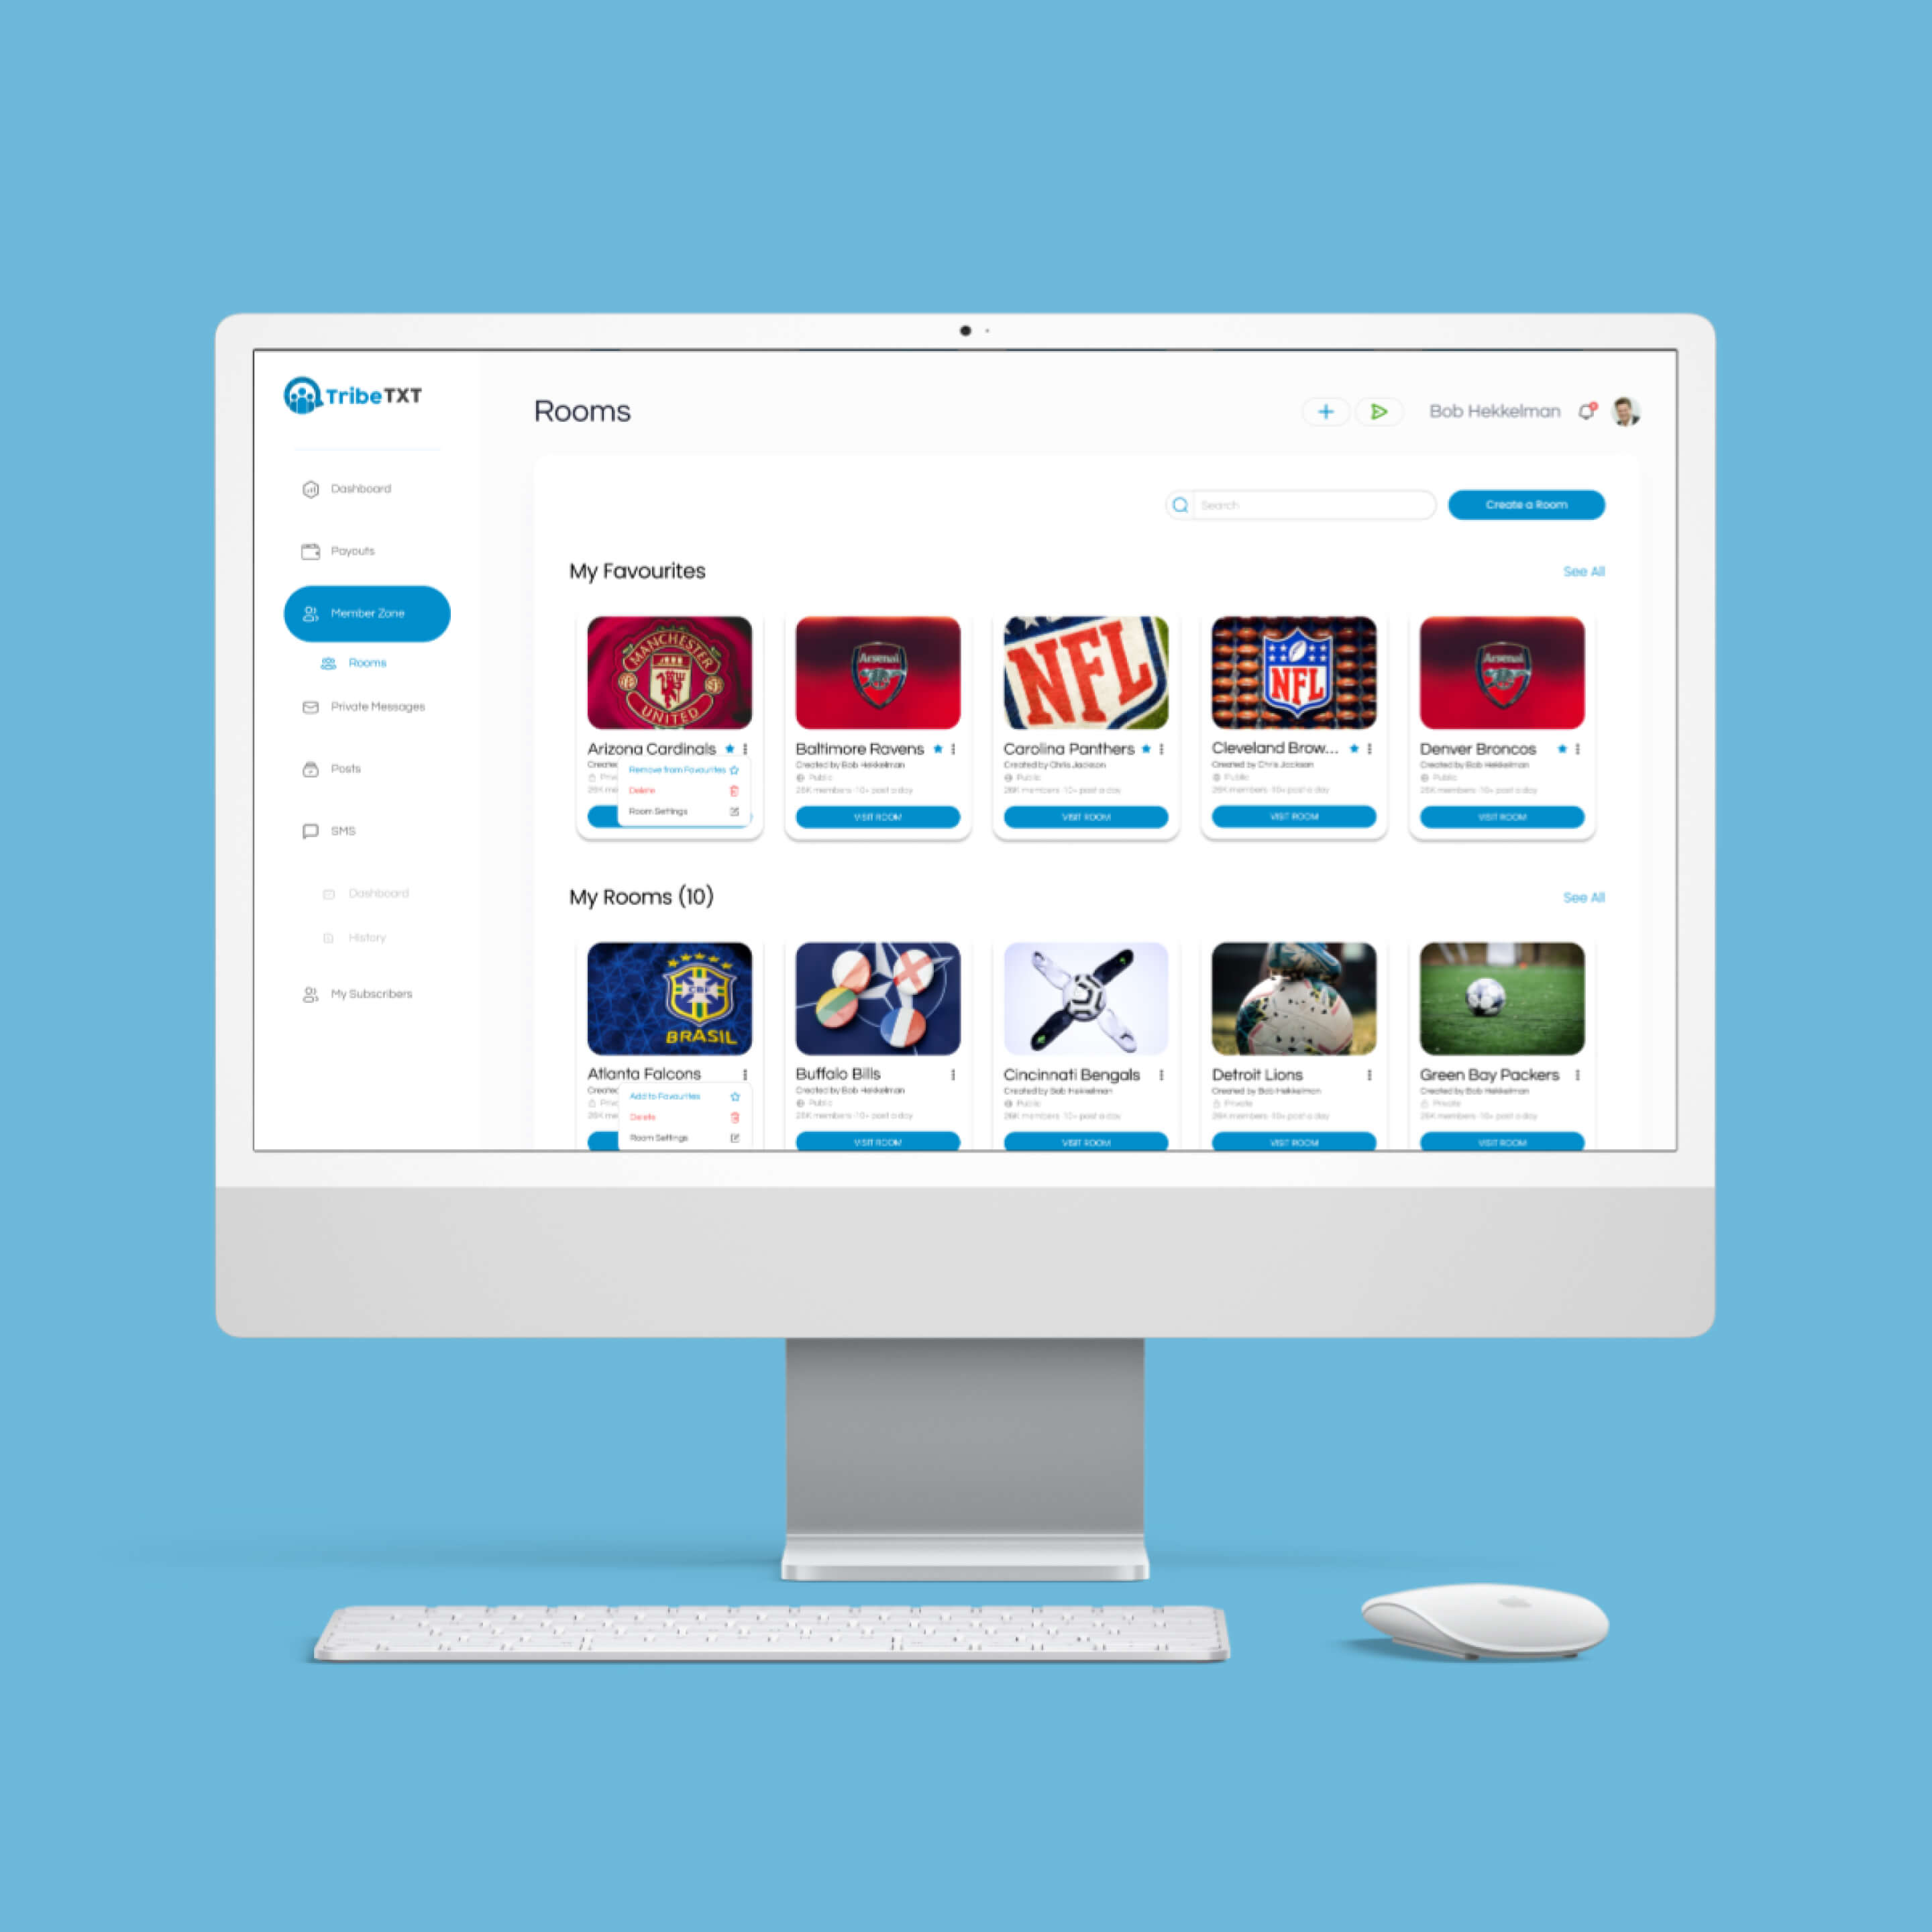 TribeTXT
Rooms
Bob Hekkelman
Dashboard
Payouts
Member Zone
Rooms
Private Messages
Posts
SMS
Dashboard
History
My Subscribers
Search
Create a Room
My Favourites
See All
MANCHESTER
UNITED
Arsenal
NFL
NFL
Arsenal
Arizona Cardinals
Remove from Favourites
Delete
Room Settings
Baltimore Ravens
Created by Bob Hekkelman
Public
28K members · 10+ post a day
VISIT ROOM
Carolina Panthers
Created by Chris Jackson
Public
28K members · 10+ post a day
VISIT ROOM
Cleveland Brow...
Created by Chris Jackson
Public
28K members · 10+ post a day
VISIT ROOM
Denver Broncos
Created by Bob Hekkelman
Public
28K members · 10+ post a day
VISIT ROOM
My Rooms (10)
See All
CBF
BRASIL
Atlanta Falcons
Add to Favourites
Delete
Room Settings
Buffalo Bills
Created by Bob Hekkelman
Public
28K members · 10+ post a day
VISIT ROOM
Cincinnati Bengals
Created by Bob Hekkelman
Public
28K members · 10+ post a day
VISIT ROOM
Detroit Lions
Created by Bob Hekkelman
Private
28K members · 10+ post a day
VISIT ROOM
Green Bay Packers
Created by Bob Hekkelman
Private
28K members · 10+ post a day
VISIT ROOM